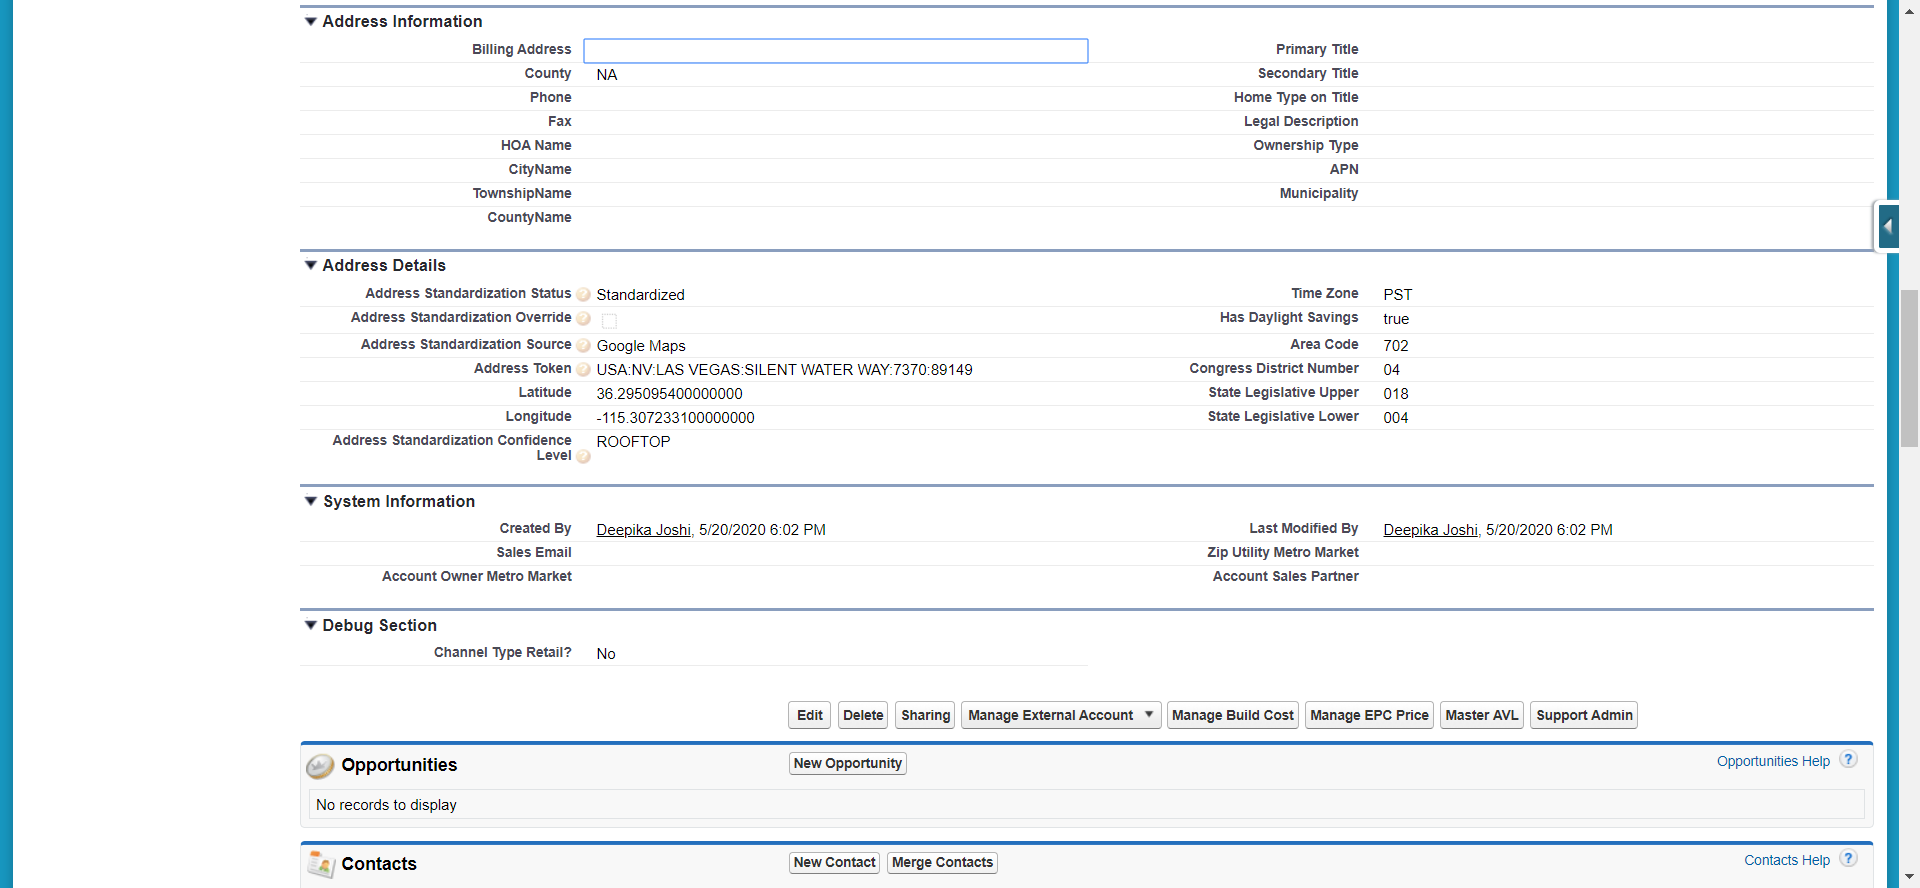 Address Information
Billing Address Primary Title
County NA Secondary Title
Phone Home Type on Title
Fax Legal Description
HOA Name Ownership Type
CityName APN
TownshipName Municipality
CountyName
Address Details
Address Standardization Status ? Standardized Time Zone PST
Address Standardization Override ? Has Daylight Savings true
Address Standardization Source ? Google Maps Area Code 702
Address Token ? USA:NV:LAS VEGAS:SILENT WATER WAY:7370:89149 Congress District Number 04
Latitude 36.295095400000000 State Legislative Upper 018
Longitude -115.307233100000000 State Legislative Lower 004
Address Standardization Confidence ROOFTOP
Level ?
System Information
Created By Deepika Joshi, 5/20/2020 6:02 PM Last Modified By Deepika Joshi, 5/20/2020 6:02 PM
Sales Email Zip Utility Metro Market
Account Owner Metro Market Account Sales Partner
Debug Section
Channel Type Retail? No
Edit Delete Sharing Manage External Account Manage Build Cost Manage EPC Price Master AVL Support Admin
Opportunities New Opportunity Opportunities Help ?
No records to display
Contacts New Contact Merge Contacts Contacts Help ?